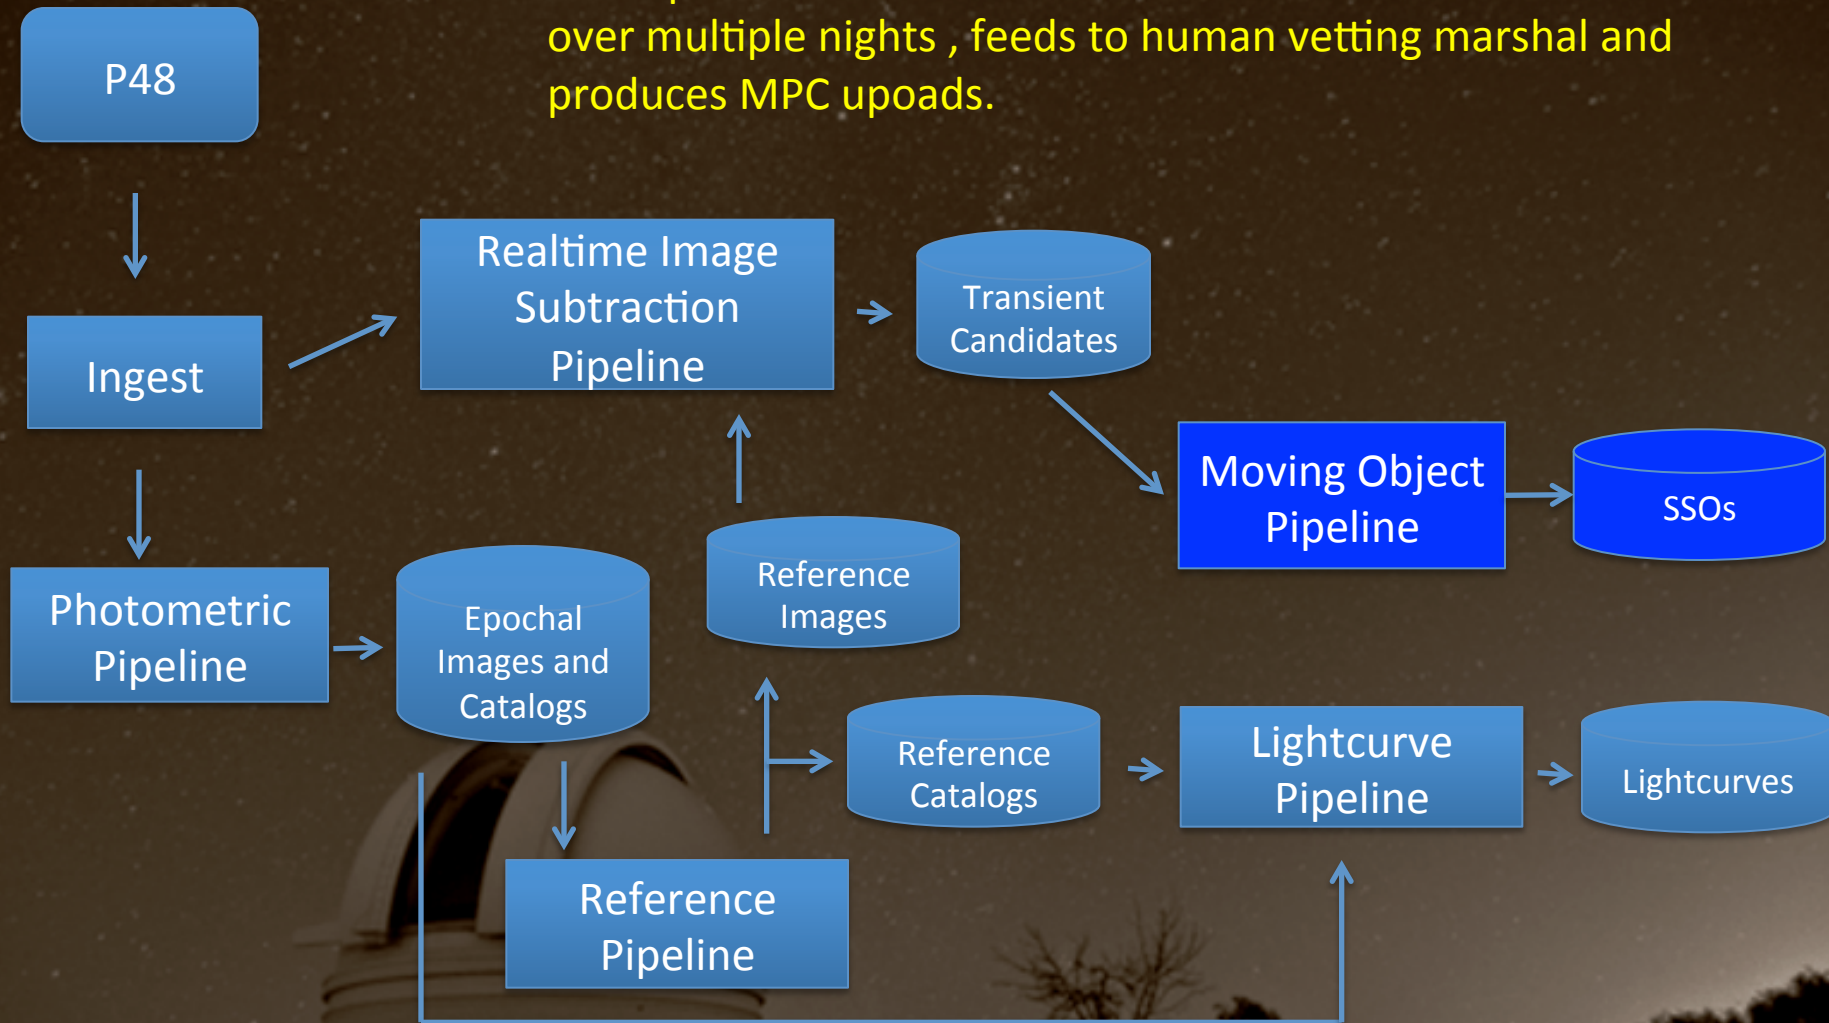 over multiple nights , feeds to human vetting marshal and
produces MPC upoads.
P48
Ingest
Realtime Image
Subtraction
Pipeline
Transient
Candidates
Moving Object
Pipeline
SSOs
Photometric
Pipeline
Epochal
Images and
Catalogs
Reference
Images
Reference
Catalogs
Lightcurve
Pipeline
Lightcurves
Reference
Pipeline